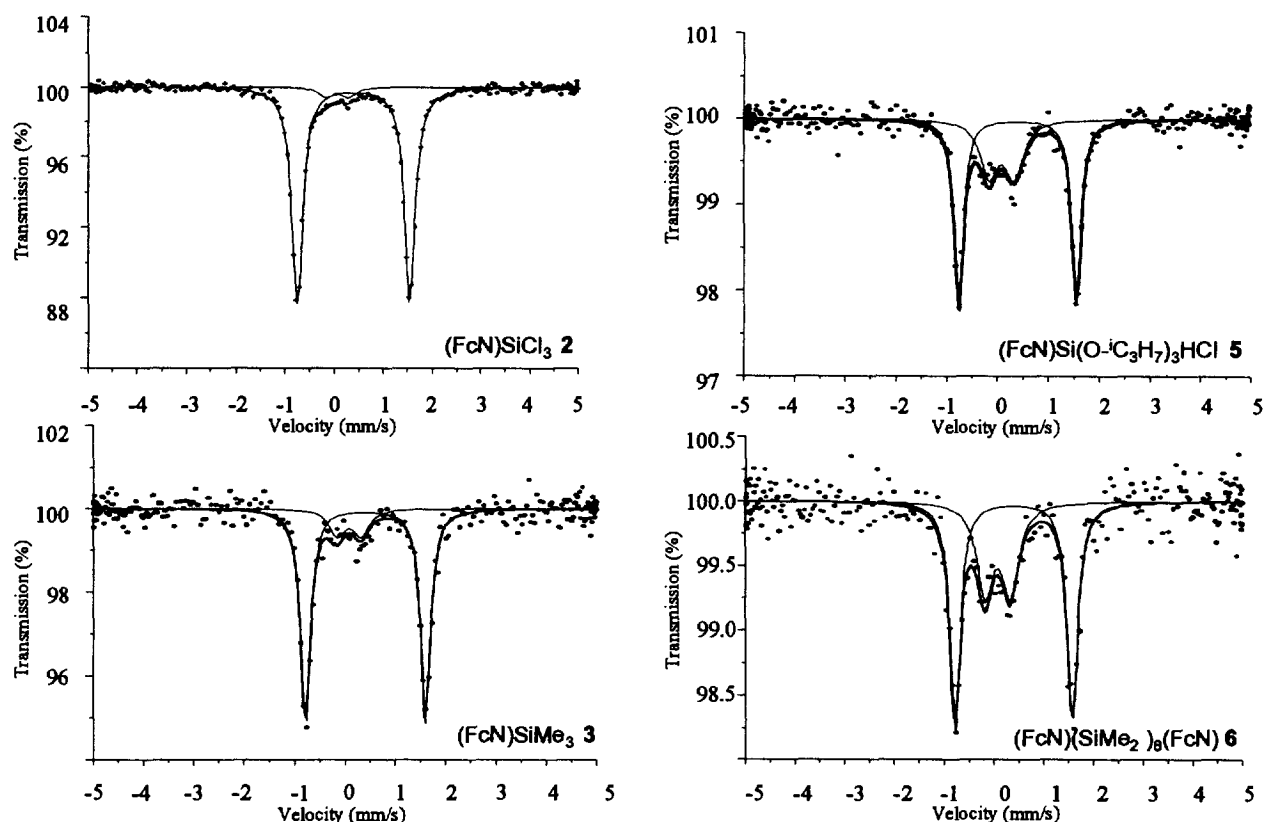 104
100
96
92
88
Transmission (%)
(FcN)SiCl₃ 2
-5 -4 -3 -2 -1 0 1 2 3 4 5
Velocity (mm/s)
101
100
99
98
97
Transmission (%)
(FcN)Si(O-ⁱC₃H₇)₃HCl 5
-5 -4 -3 -2 -1 0 1 2 3 4 5
Velocity (mm/s)
102
100
98
96
Transmission (%)
(FcN)SiMe₃ 3
-5 -4 -3 -2 -1 0 1 2 3 4 5
Velocity (mm/s)
100.5
100.0
99.5
99.0
98.5
Transmission (%)
(FcN)(SiMe₂)₈(FcN) 6
-5 -4 -3 -2 -1 0 1 2 3 4 5
Velocity (mm/s)